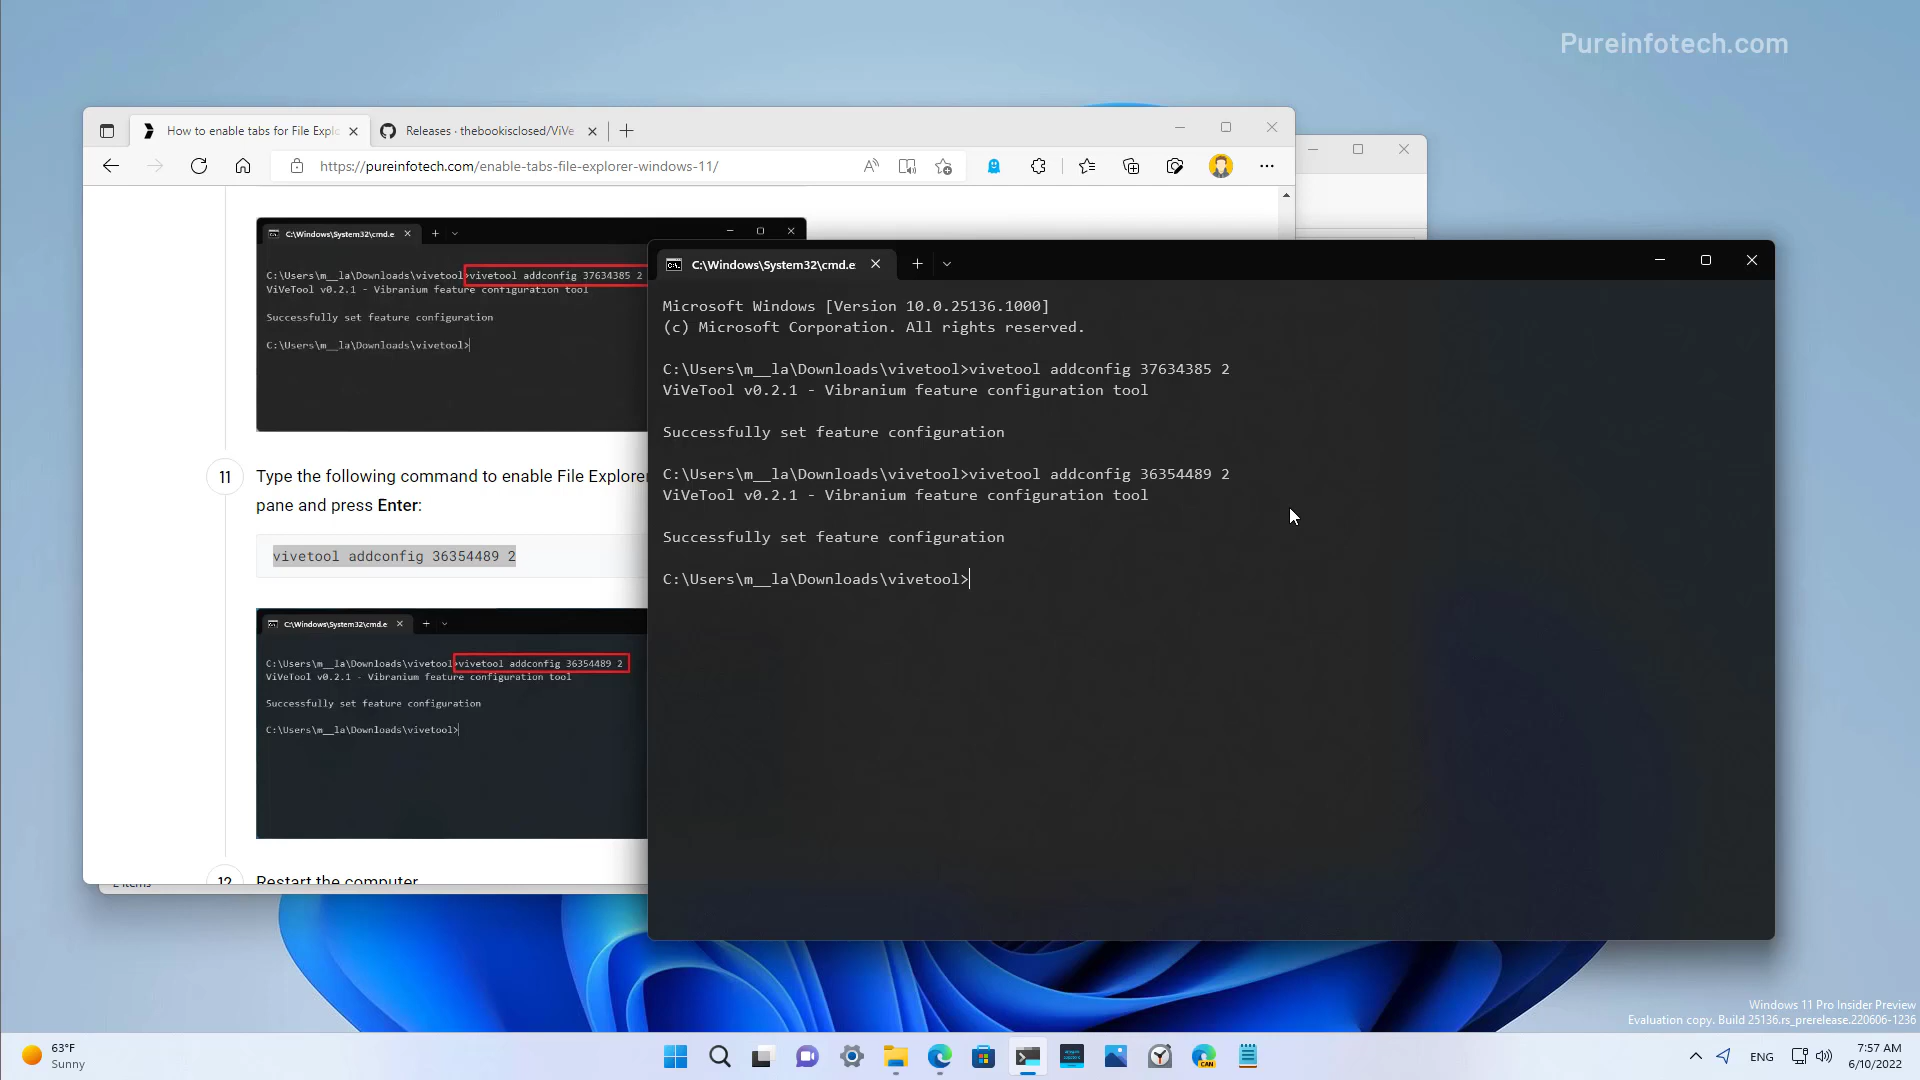 Pureinfotech.com
How to enable tabs for File Explo
Releases · thebookisclosed/ViVe
https://pureinfotech.com/enable-tabs-file-explorer-windows-11/
C:\Windows\System32\cmd.e
C:\Users\m__la\Downloads\vivetool>vivetool addconfig 37634385 2
ViVeTool v0.2.1 - Vibranium feature configuration tool
Successfully set feature configuration
C:\Users\m__la\Downloads\vivetool>
11
Type the following command to enable File Explorer
pane and press Enter:
vivetool addconfig 36354489 2
C:\Windows\System32\cmd.e
C:\Users\m__la\Downloads\vivetool>vivetool addconfig 36354489 2
ViVeTool v0.2.1 - Vibranium feature configuration tool
Successfully set feature configuration
C:\Users\m__la\Downloads\vivetool>
12
Restart the computer
C:\Windows\System32\cmd.e
Microsoft Windows [Version 10.0.25136.1000]
(c) Microsoft Corporation. All rights reserved.
C:\Users\m__la\Downloads\vivetool>vivetool addconfig 37634385 2
ViVeTool v0.2.1 - Vibranium feature configuration tool
Successfully set feature configuration
C:\Users\m__la\Downloads\vivetool>vivetool addconfig 36354489 2
ViVeTool v0.2.1 - Vibranium feature configuration tool
Successfully set feature configuration
C:\Users\m__la\Downloads\vivetool>
Windows 11 Pro Insider Preview
Evaluation copy. Build 25136.rs_prerelease.220606-1236
63°F
Sunny
CAN
ENG
7:57 AM
6/10/2022